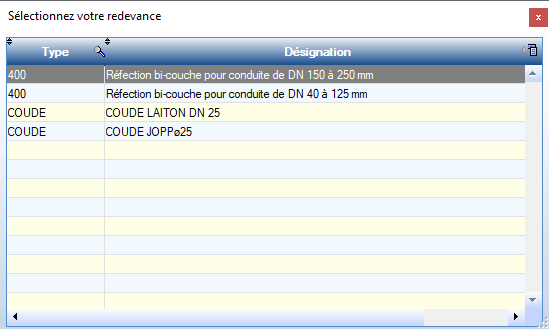 Sélectionnez votre redevance
x
Type Désignation
400 Réfection bi-couche pour conduite de DN 150 à 250 mm
400 Réfection bi-couche pour conduite de DN 40 à 125 mm
COUDE COUDE LAITON DN 25
COUDE COUDE JOPPø25